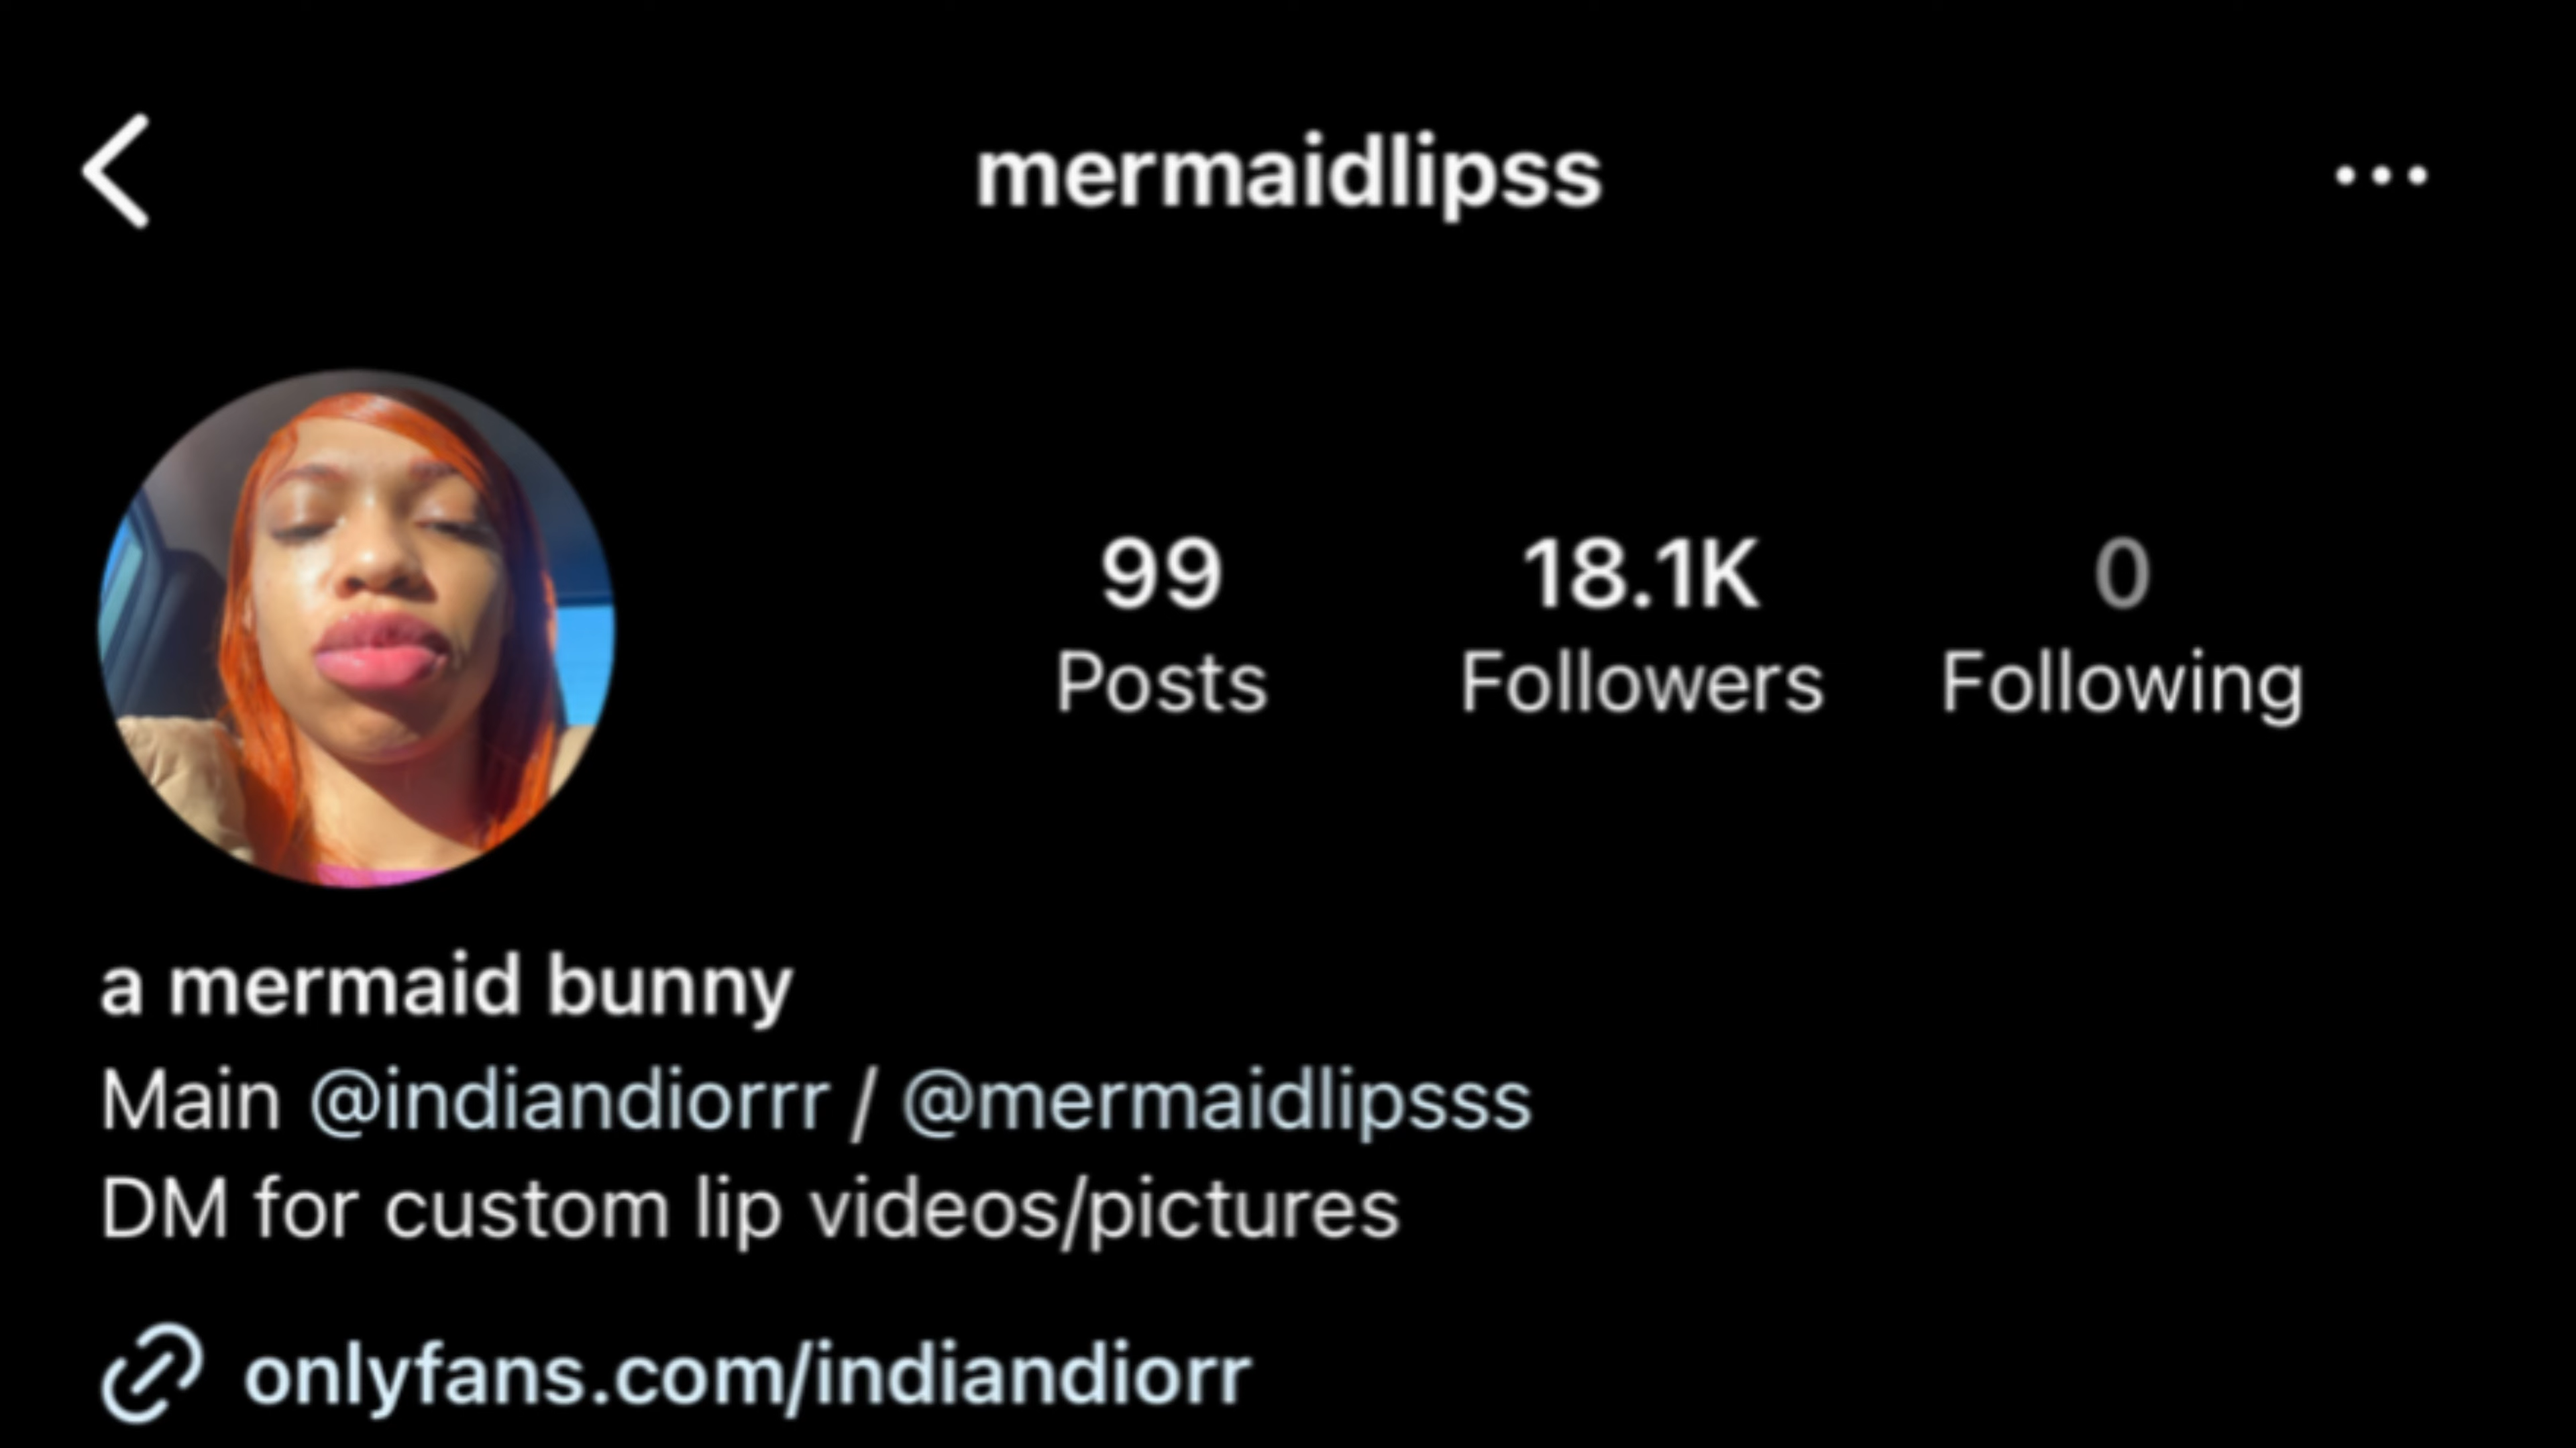 mermaidlipss
99 18.1K 0
Posts Followers Following
a mermaid bunny
Main @indiandiorrr / @mermaidlipsss
DM for custom lip videos/pictures
onlyfans.com/indiandiorr